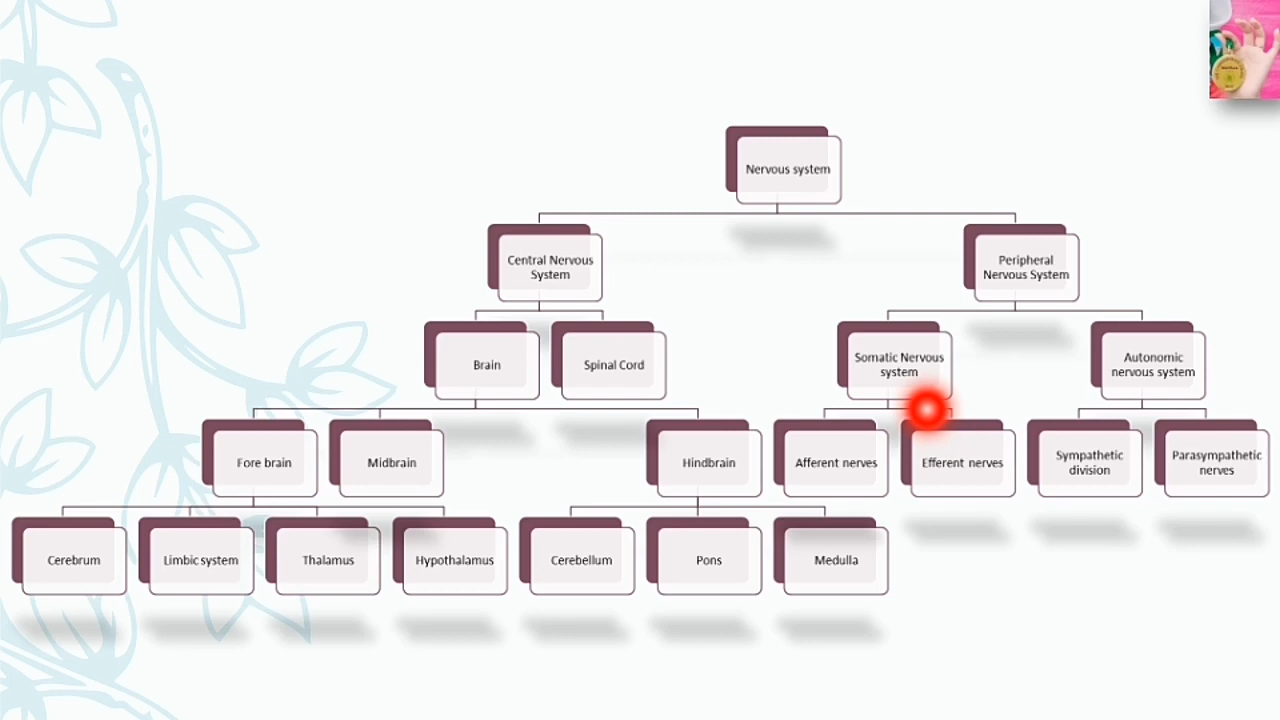 Nervous system
Central Nervous
System
Peripheral
Nervous System
Brain
Spinal Cord
Somatic Nervous
system
Autonomic
nervous system
Fore brain
Midbrain
Hindbrain
Afferent nerves
Efferent nerves
Sympathetic
division
Parasympathetic
nerves
Cerebrum
Limbic system
Thalamus
Hypothalamus
Cerebellum
Pons
Medulla